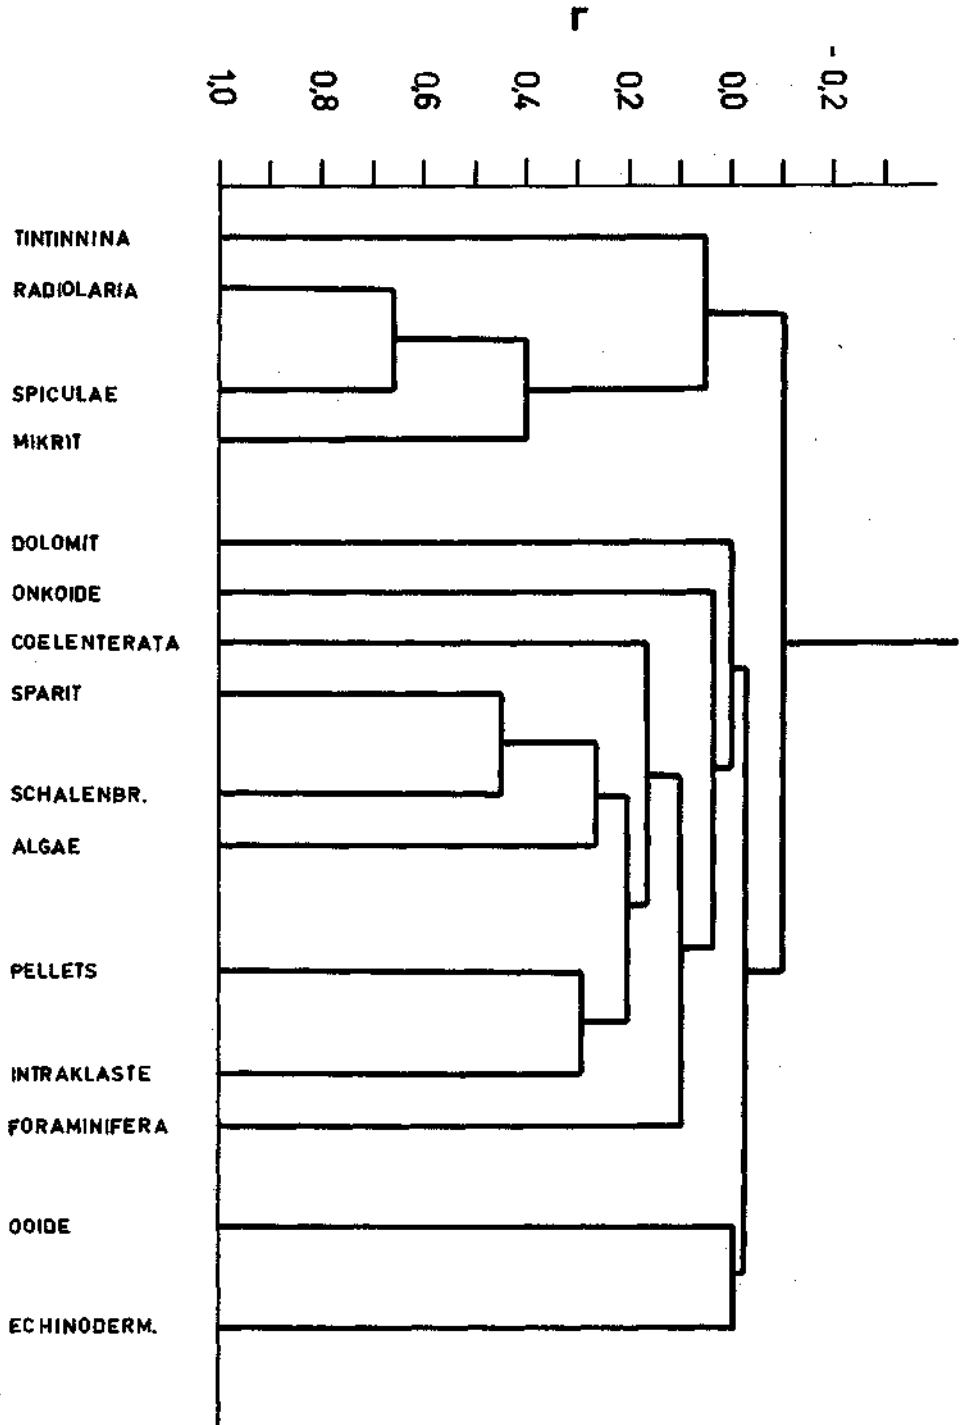 r
1,0 0,8 0,6 0,4 0,2 0,0 -0,2
TINTINNINA
RADIOLARIA
SPICULAE
MIKRIT
DOLOMIT
ONKOIDE
COELENTERATA
SPARIT
SCHALENBR.
ALGAE
PELLETS
INTRAKLASTE
FORAMINIFERA
OOIDE
ECHINODERM.